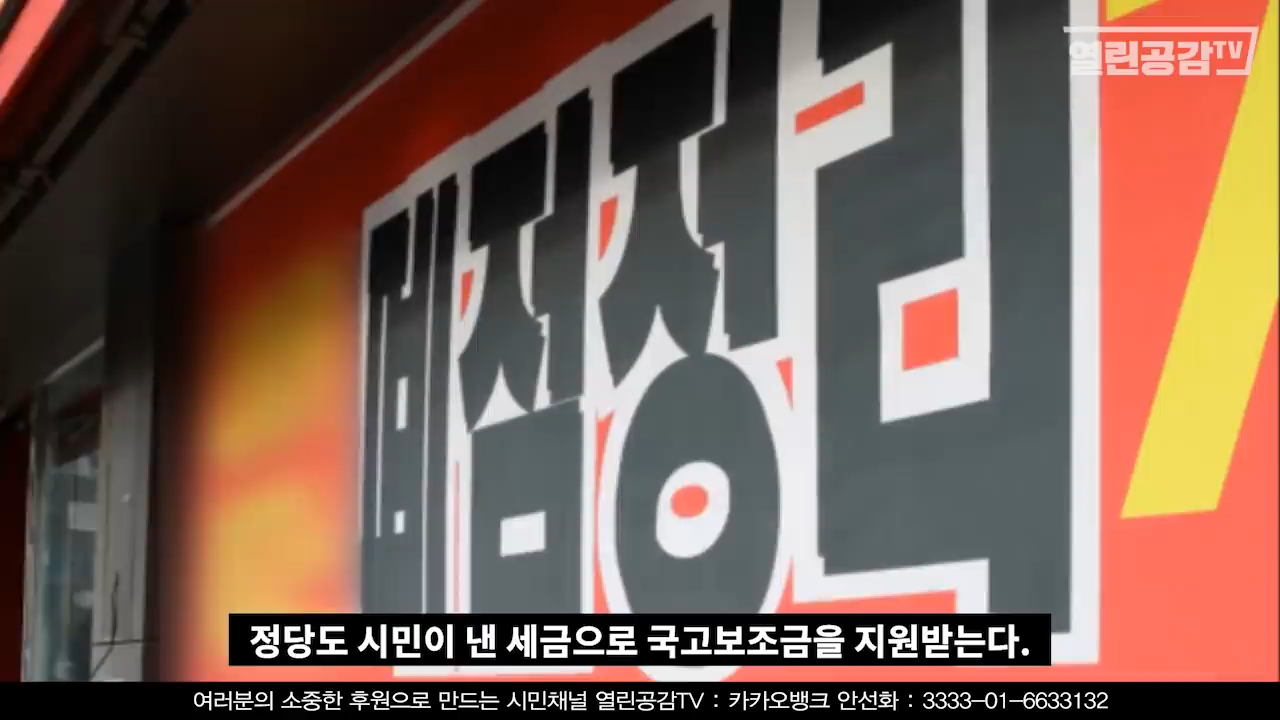 열린공감TV
폐점정리
7
정당도 시민이 낸 세금으로 국고보조금을 지원받는다.
여러분의 소중한 후원으로 만드는 시민채널 열린공감TV : 카카오뱅크 안선화 : 3333-01-6633132